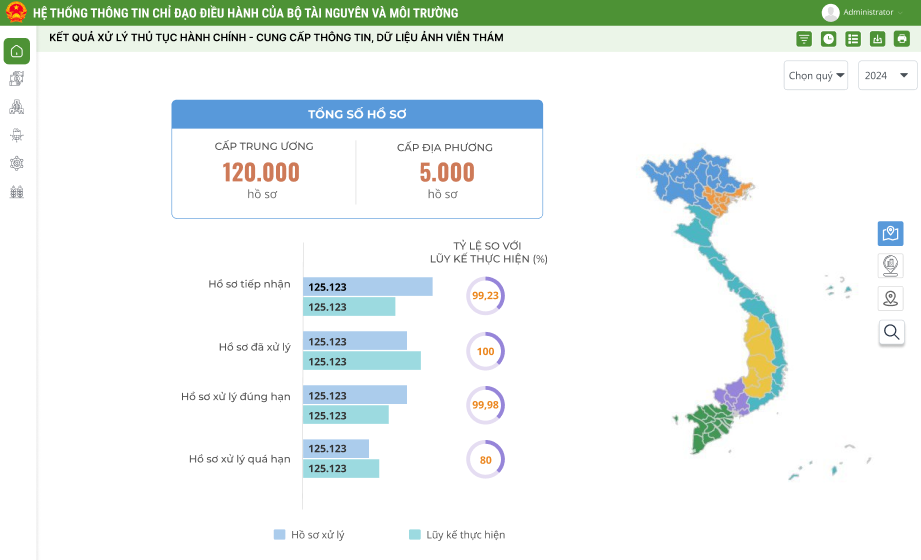 HỆ THỐNG THÔNG TIN CHỈ ĐẠO ĐIỀU HÀNH CỦA BỘ TÀI NGUYÊN VÀ MÔI TRƯỜNG
Administrator
KẾT QUẢ XỬ LÝ THỦ TỤC HÀNH CHÍNH - CUNG CẤP THÔNG TIN, DỮ LIỆU ẢNH VIỄN THÁM
Chọn quý
2024
TỔNG SỐ HỒ SƠ
CẤP TRUNG ƯƠNG
120.000
hồ sơ
CẤP ĐỊA PHƯƠNG
5.000
hồ sơ
TỶ LỆ SO VỚI
LŨY KẾ THỰC HIỆN (%)
Hồ sơ tiếp nhận
125.123
125.123
99,23
Hồ sơ đã xử lý
125.123
125.123
100
Hồ sơ xử lý đúng hạn
125.123
125.123
99,98
Hồ sơ xử lý quá hạn
125.123
125.123
80
Hồ sơ xử lý
Lũy kế thực hiện